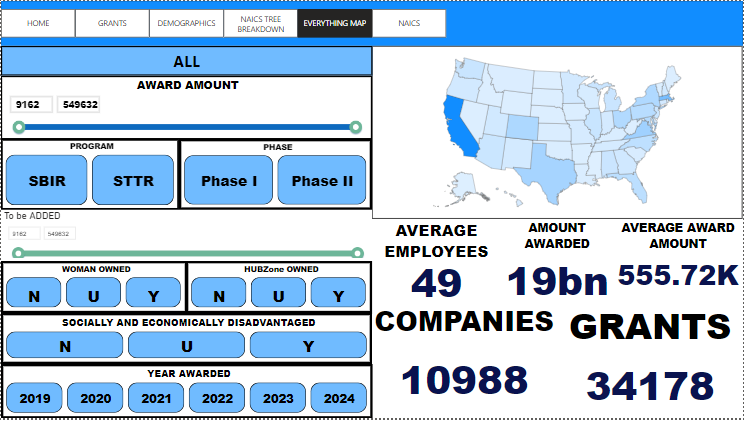 HOME
GRANTS
DEMOGRAPHICS
NAICS TREE
BREAKDOWN
EVERYTHING MAP
NAICS
ALL
AWARD AMOUNT
9162
549632
PROGRAM
SBIR
STTR
PHASE
Phase I
Phase II
To be ADDED
9162
549632
WOMAN OWNED
N
U
Y
HUBZone OWNED
N
U
Y
SOCIALLY AND ECONOMICALLY DISADVANTAGED
N
U
Y
YEAR AWARDED
2019
2020
2021
2022
2023
2024
AVERAGE
EMPLOYEES
49
AMOUNT
AWARDED
19bn
AVERAGE AWARD
AMOUNT
555.72K
COMPANIES
10988
GRANTS
34178